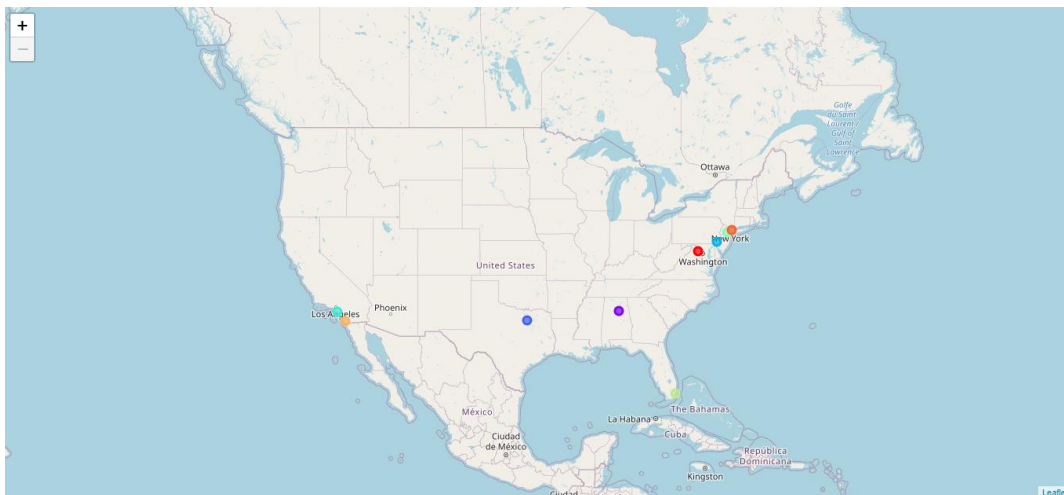 +
−
Golfe
du Saint-
Laurent /
Gulf of
Saint
Lawrence
Ottawa
New York
Washington
United States
Phoenix
Los Angeles
The Bahamas
La Habana
Cuba
México
Ciudad
de México
República
Dominicana
Kingston
Ciudad